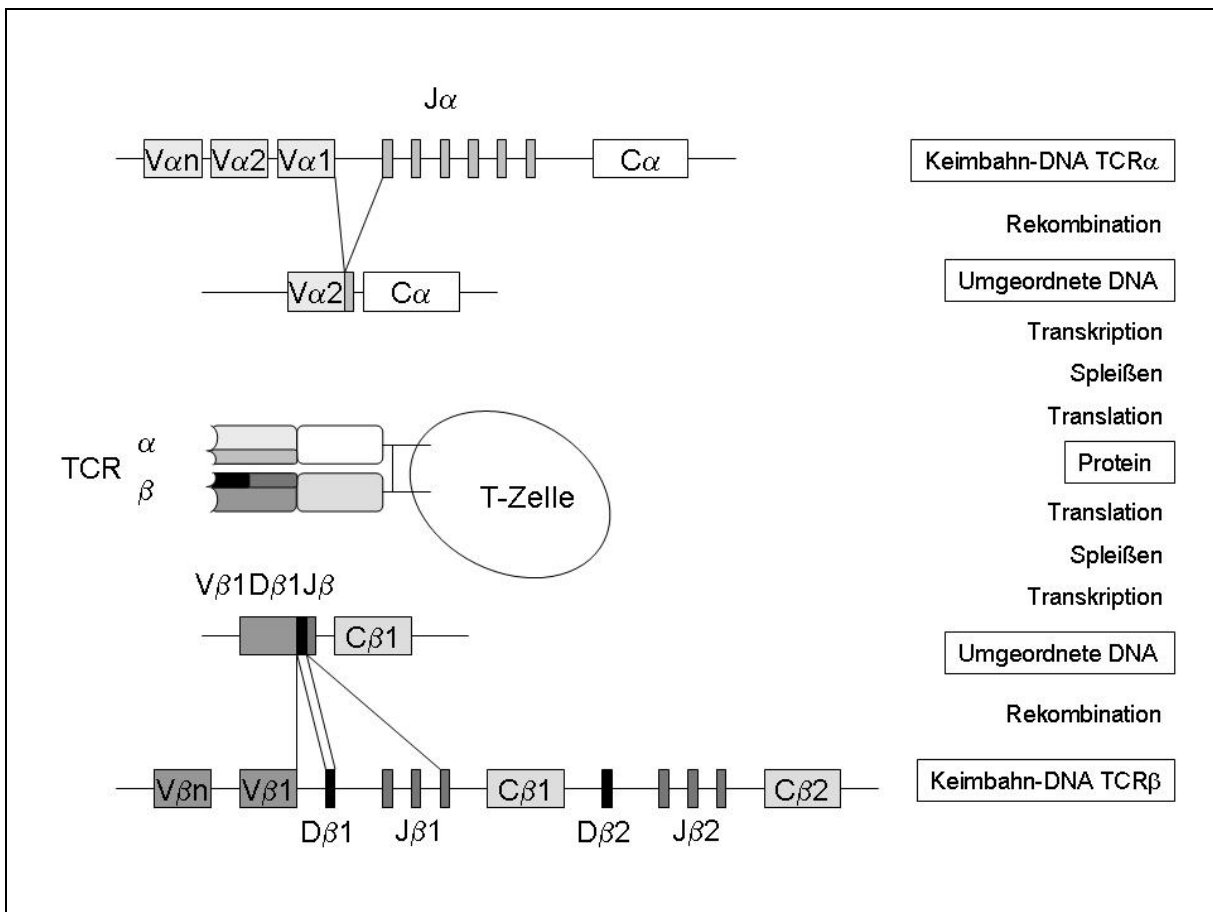 Jα
Vαn Vα2 Vα1 Cα Keimbahn-DNA TCRα
Rekombination
Vα2 Cα Umgeordnete DNA
Transkription
Spleißen
α Translation
TCR Protein
β
T-Zelle Translation
Spleißen
Vβ1Dβ1Jβ
Transkription
Cβ1 Umgeordnete DNA
Rekombination
Vβn Vβ1 Cβ1 Cβ2 Keimbahn-DNA TCRβ
Dβ1 Jβ1 Dβ2 Jβ2